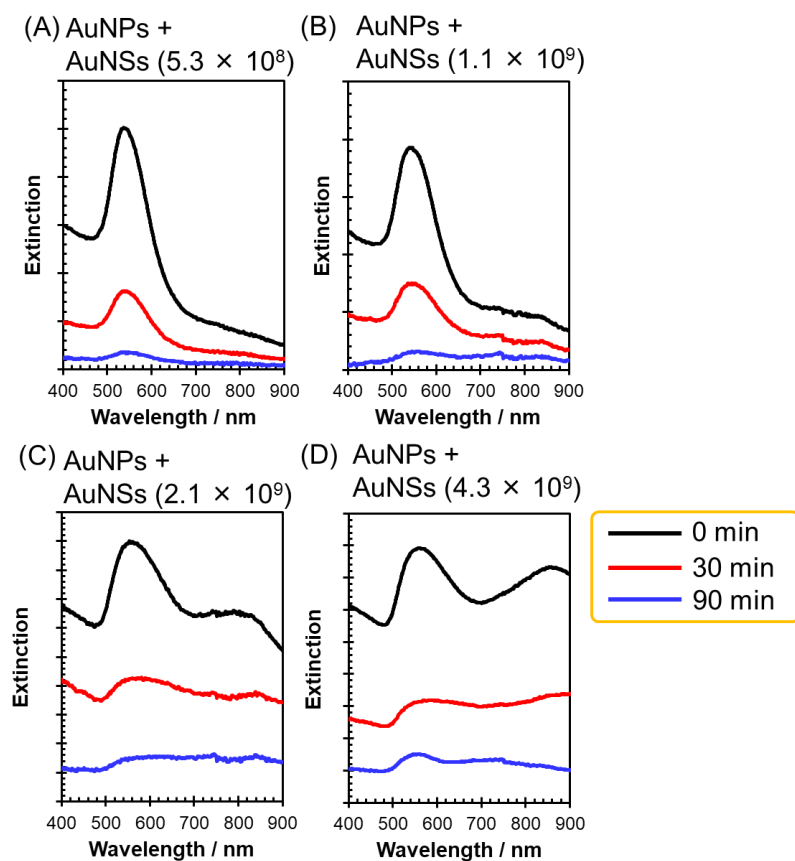 (A) AuNPs +
AuNSs (5.3 × 10⁸)
Extinction
400 500 600 700 800 900
Wavelength / nm
(B) AuNPs +
AuNSs (1.1 × 10⁹)
Extinction
400 500 600 700 800 900
Wavelength / nm
(C) AuNPs +
AuNSs (2.1 × 10⁹)
Extinction
400 500 600 700 800 900
Wavelength / nm
(D) AuNPs +
AuNSs (4.3 × 10⁹)
Extinction
400 500 600 700 800 900
Wavelength / nm
0 min
30 min
90 min